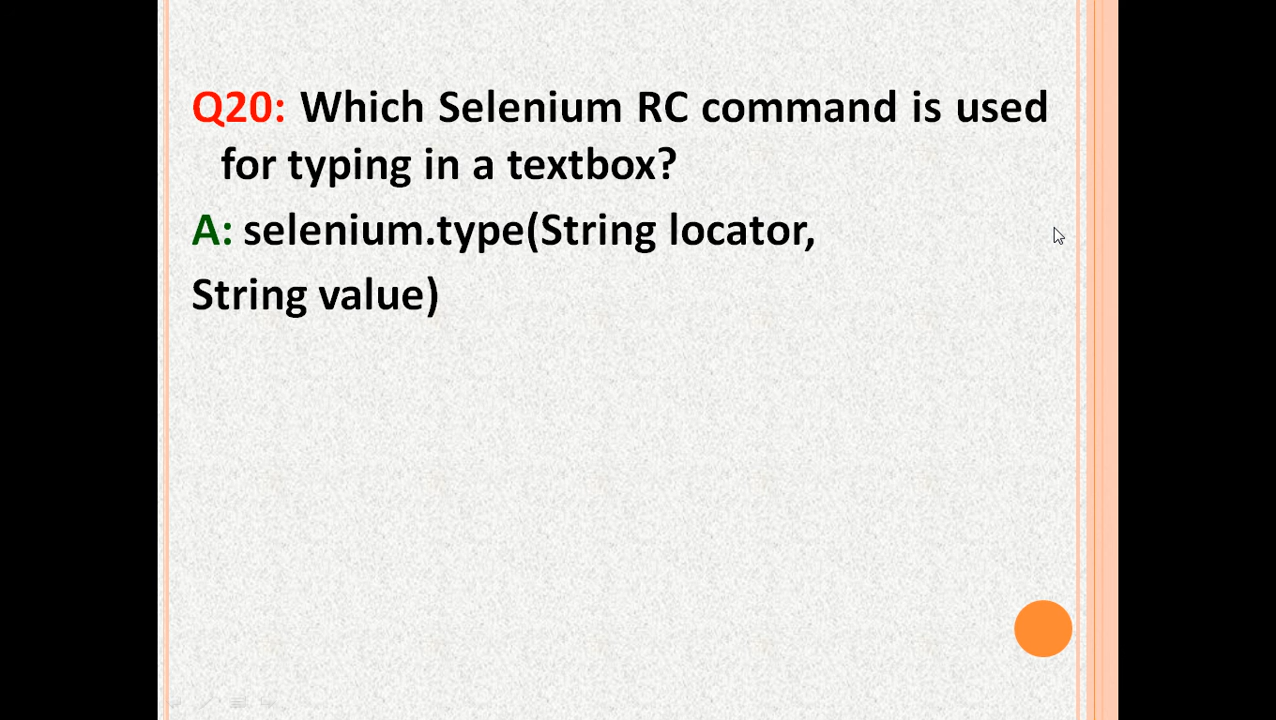 Q20: Which Selenium RC command is used
for typing in a textbox?
A: selenium.type(String locator,
String value)